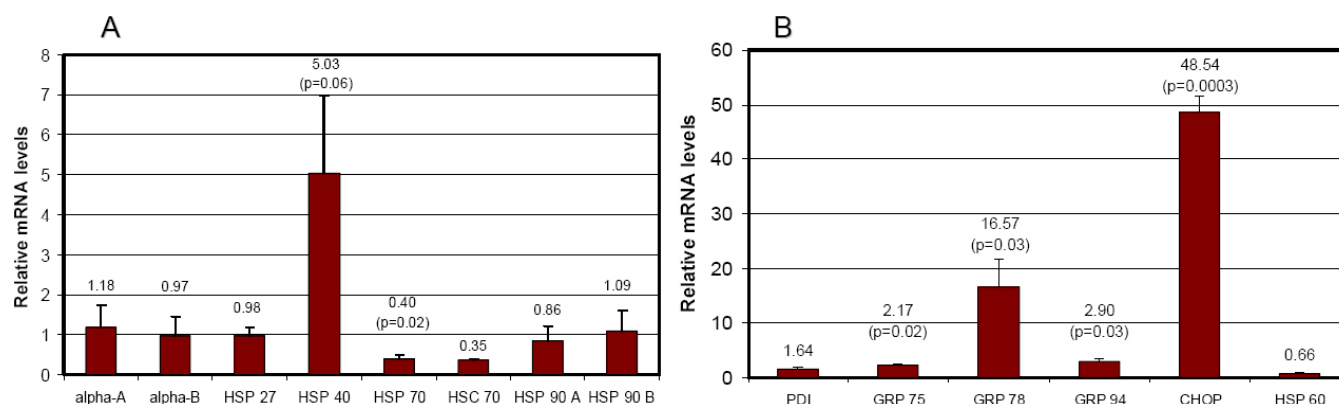 A
Relative mRNA levels
8
7
6
5
4
3
2
1
0
1.18
0.97
0.98
5.03
(p=0.06)
0.40
(p=0.02)
0.35
0.86
1.09
alpha-A alpha-B HSP 27 HSP 40 HSP 70 HSC 70 HSP 90 A HSP 90 B
B
Relative mRNA levels
60
50
40
30
20
10
0
1.64
2.17
(p=0.02)
16.57
(p=0.03)
2.90
(p=0.03)
48.54
(p=0.0003)
0.66
PDI GRP 75 GRP 78 GRP 94 CHOP HSP 60